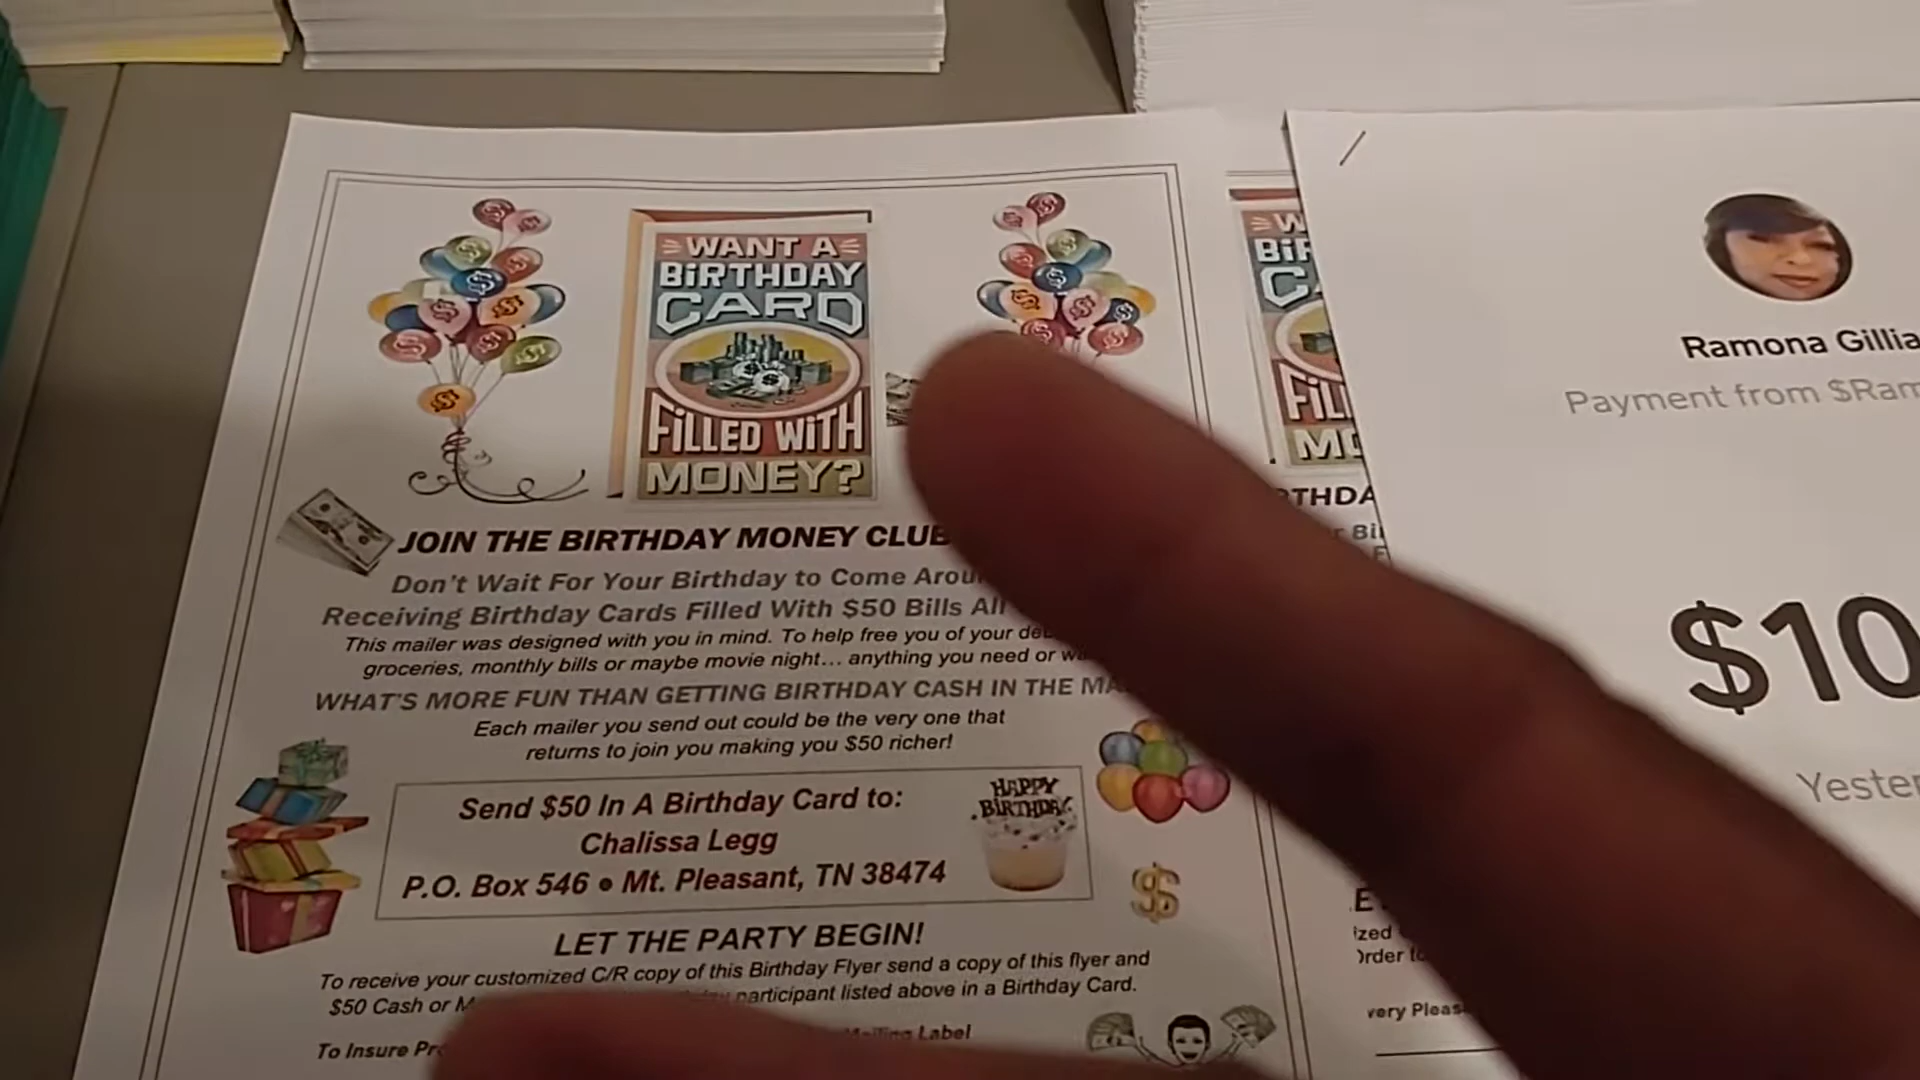 WANT A
BiRTHDAY
CARD
FiLLED WiTH
MONEY?
JOIN THE BIRTHDAY MONEY CLUB
Don't Wait For Your Birthday to Come
Receiving Birthday Cards Filled With $50 Bills All
This mailer was designed with you in mind. To help free you of your
groceries, monthly bills or maybe movie night... anything you need or
WHAT'S MORE FUN THAN GETTING BIRTHDAY CASH IN THE
Each mailer you send out could be the very one that
returns to join you making you $50 richer!
Send $50 In A Birthday Card to:
Chalissa Legg
P.O. Box 546 • Mt. Pleasant, TN 38474
HAPPY
BIRTHDAY
LET THE PARTY BEGIN!
To receive your customized C/R copy of this Birthday Flyer send a copy of this flyer and
$50 Cash or participant listed above in a Birthday Card.
Mailing Label
To Insure
Ramona
Payment from
very